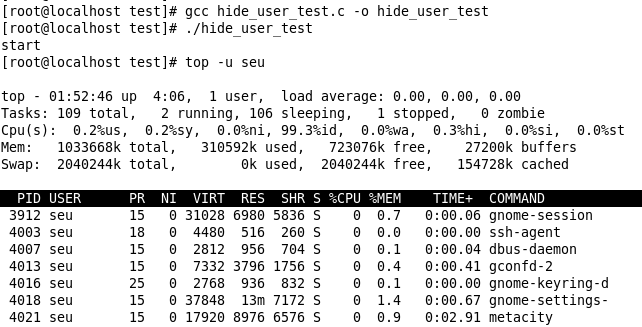 [root@localhost test]# gcc hide_user_test.c -o hide_user_test
[root@localhost test]# ./hide_user_test
start
[root@localhost test]# top -u seu
top - 01:52:46 up  4:06,  1 user,  load average: 0.00, 0.00, 0.00
Tasks: 109 total,   2 running, 106 sleeping,   1 stopped,   0 zombie
Cpu(s):  0.2%us,  0.2%sy,  0.0%ni, 99.3%id,  0.0%wa,  0.3%hi,  0.0%si,  0.0%st
Mem:   1033668k total,   310592k used,   723076k free,    27200k buffers
Swap:  2040244k total,        0k used,  2040244k free,   154728k cached
PID USER      PR  NI  VIRT  RES  SHR S %CPU %MEM    TIME+  COMMAND
3912 seu       15   0 31028 6980 5836 S    0  0.7   0:00.06 gnome-session
4003 seu       18   0  4480  516  260 S    0  0.0   0:00.00 ssh-agent
4007 seu       15   0  2812  956  704 S    0  0.1   0:00.04 dbus-daemon
4013 seu       15   0  7332 3796 1756 S    0  0.4   0:00.41 gconfd-2
4016 seu       25   0  2768  936  832 S    0  0.1   0:00.00 gnome-keyring-d
4018 seu       15   0 37848  13m 7172 S    0  1.4   0:00.67 gnome-settings-
4021 seu       15   0 17920 8976 6576 S    0  0.9   0:02.91 metacity